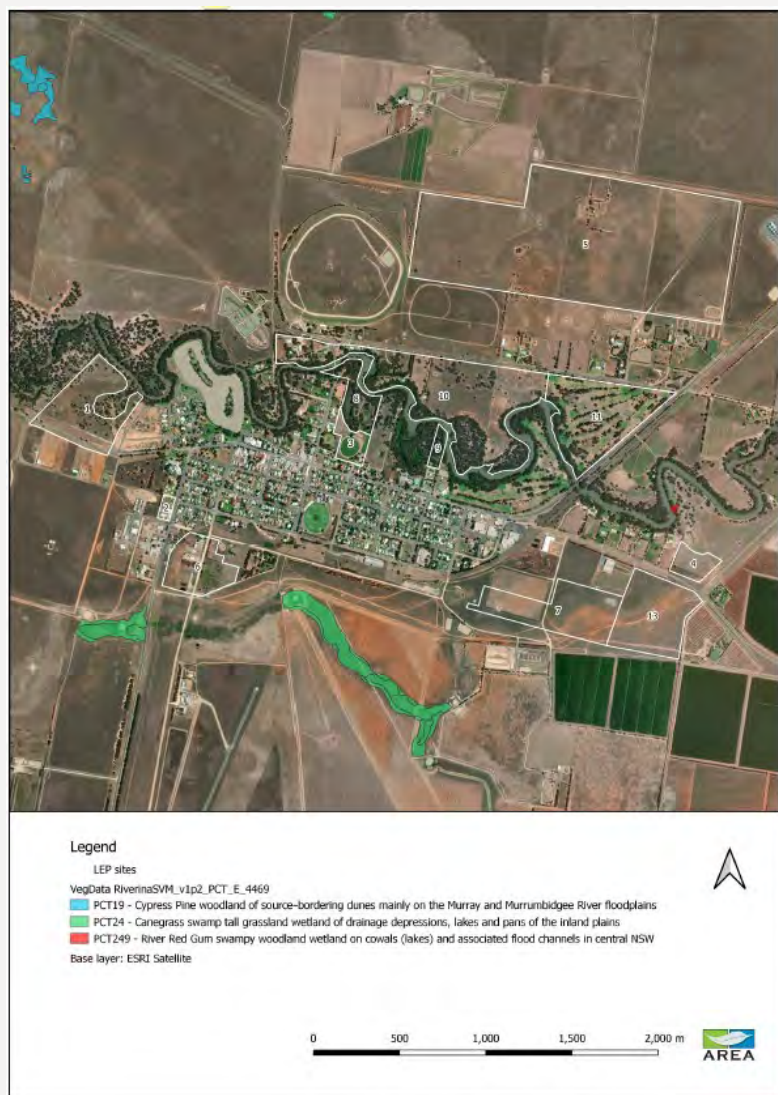 5
10
11
1
8
3
9
2
4
6
7
13
Legend
LEP sites
VegData RiverinaSVM_v1p2_PCT_E_4469
PCT19 - Cypress Pine woodland of source-bordering dunes mainly on the Murray and Murrumbidgee River floodplains
PCT24 - Canegrass swamp tall grassland wetland of drainage depressions, lakes and pans of the inland plains
PCT249 - River Red Gum swampy woodland wetland on cowals (lakes) and associated flood channels in central NSW
Base layer: ESRI Satellite
0 500 1,000 1,500 2,000 m
AREA